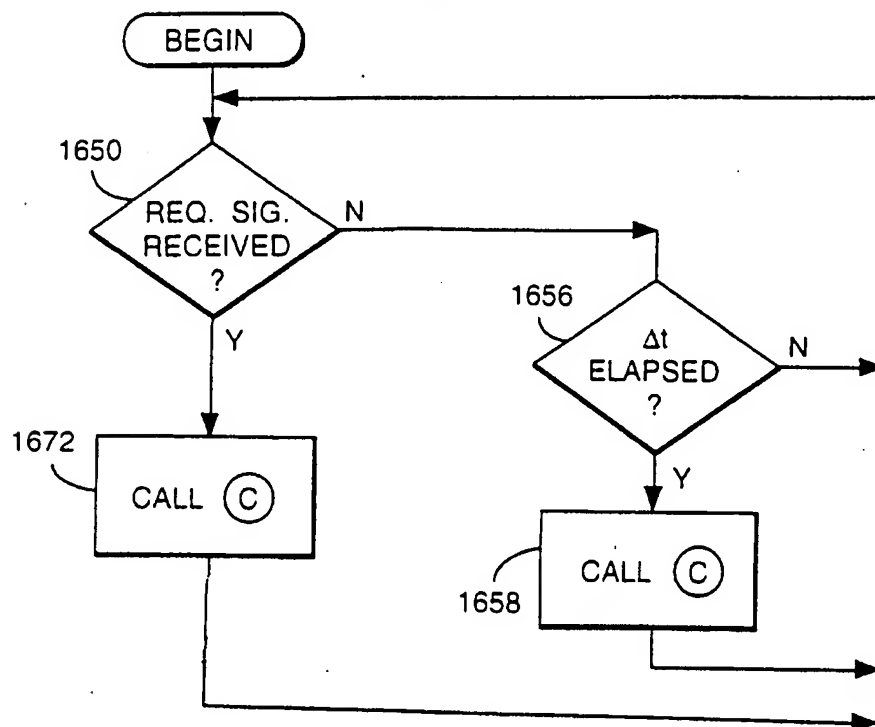 BEGIN
1650
REQ. SIG.
RECEIVED
?
N
Y
1656
Δt
ELAPSED
?
N
Y
1672
CALL C
1658
CALL C